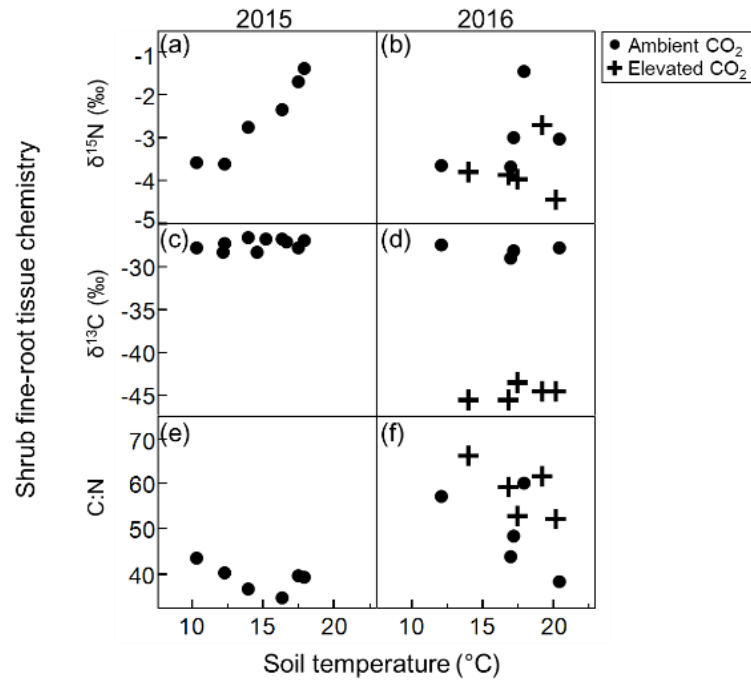 2015
2016
(a)
(b)
(c)
(d)
(e)
(f)
Ambient CO₂
Elevated CO₂
Shrub fine-root tissue chemistry
δ¹⁵N (‰)
-1
-2
-3
-4
-5
δ¹³C (‰)
-30
-35
-40
-45
C:N
70
60
50
40
10 15 20
10 15 20
Soil temperature (°C)